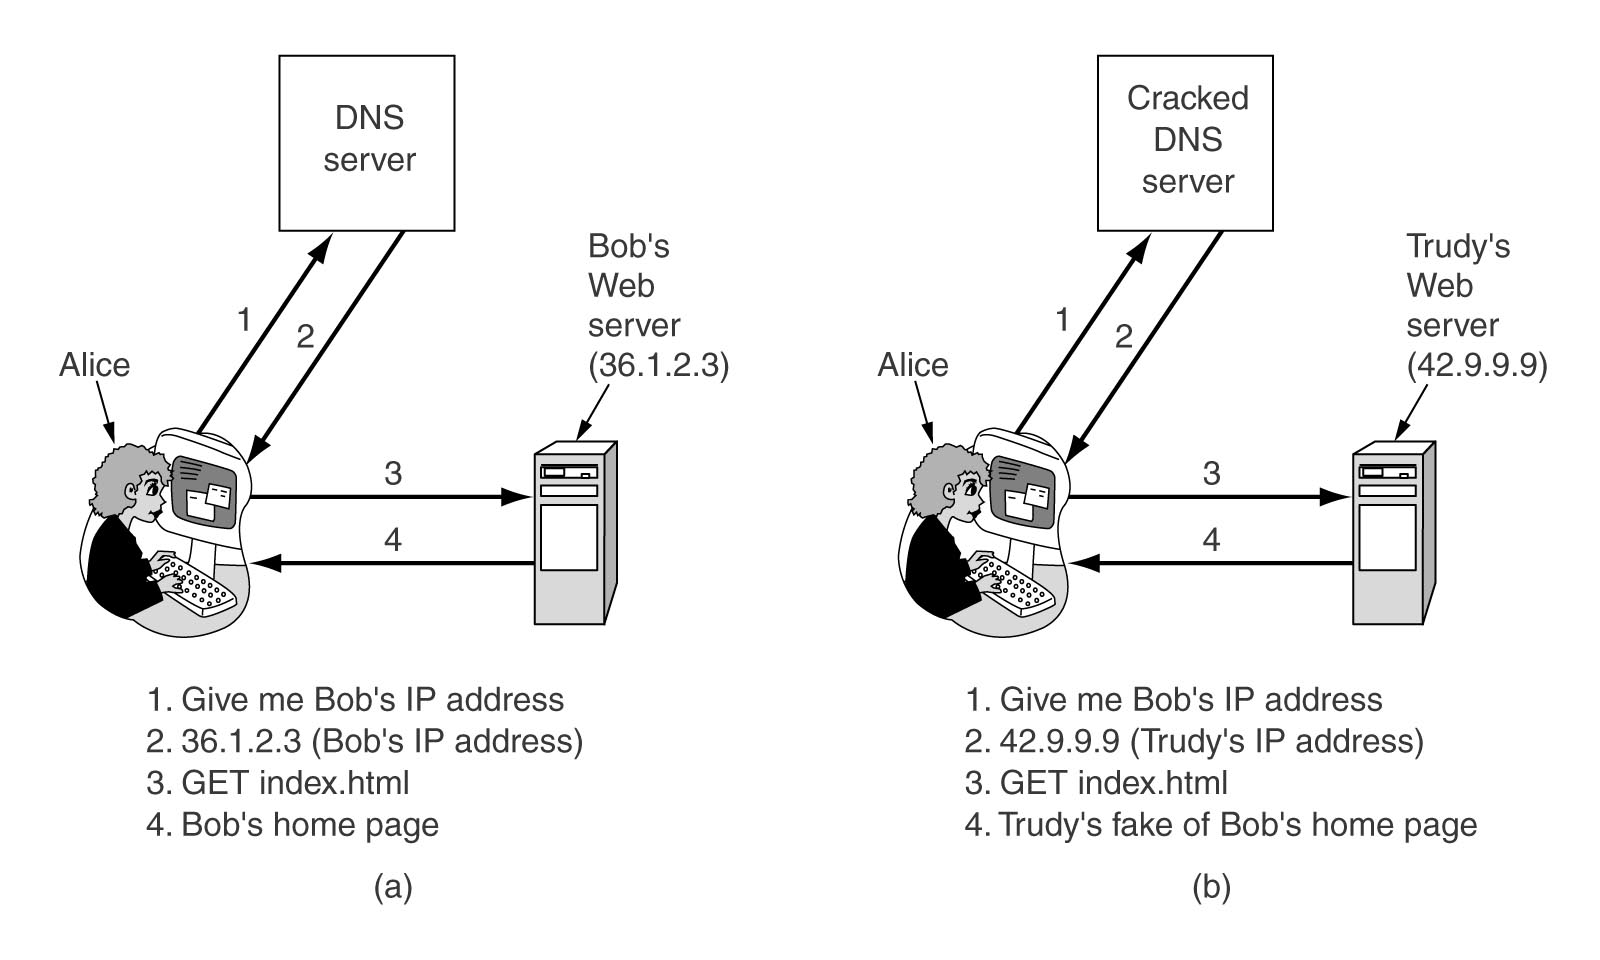 DNS
server
Bob's
Web
server
(36.1.2.3)
Alice
1
2
3
4
1. Give me Bob's IP address
2. 36.1.2.3 (Bob's IP address)
3. GET index.html
4. Bob's home page
(a)
Cracked
DNS
server
Trudy's
Web
server
(42.9.9.9)
Alice
1
2
3
4
1. Give me Bob's IP address
2. 42.9.9.9 (Trudy's IP address)
3. GET index.html
4. Trudy's fake of Bob's home page
(b)